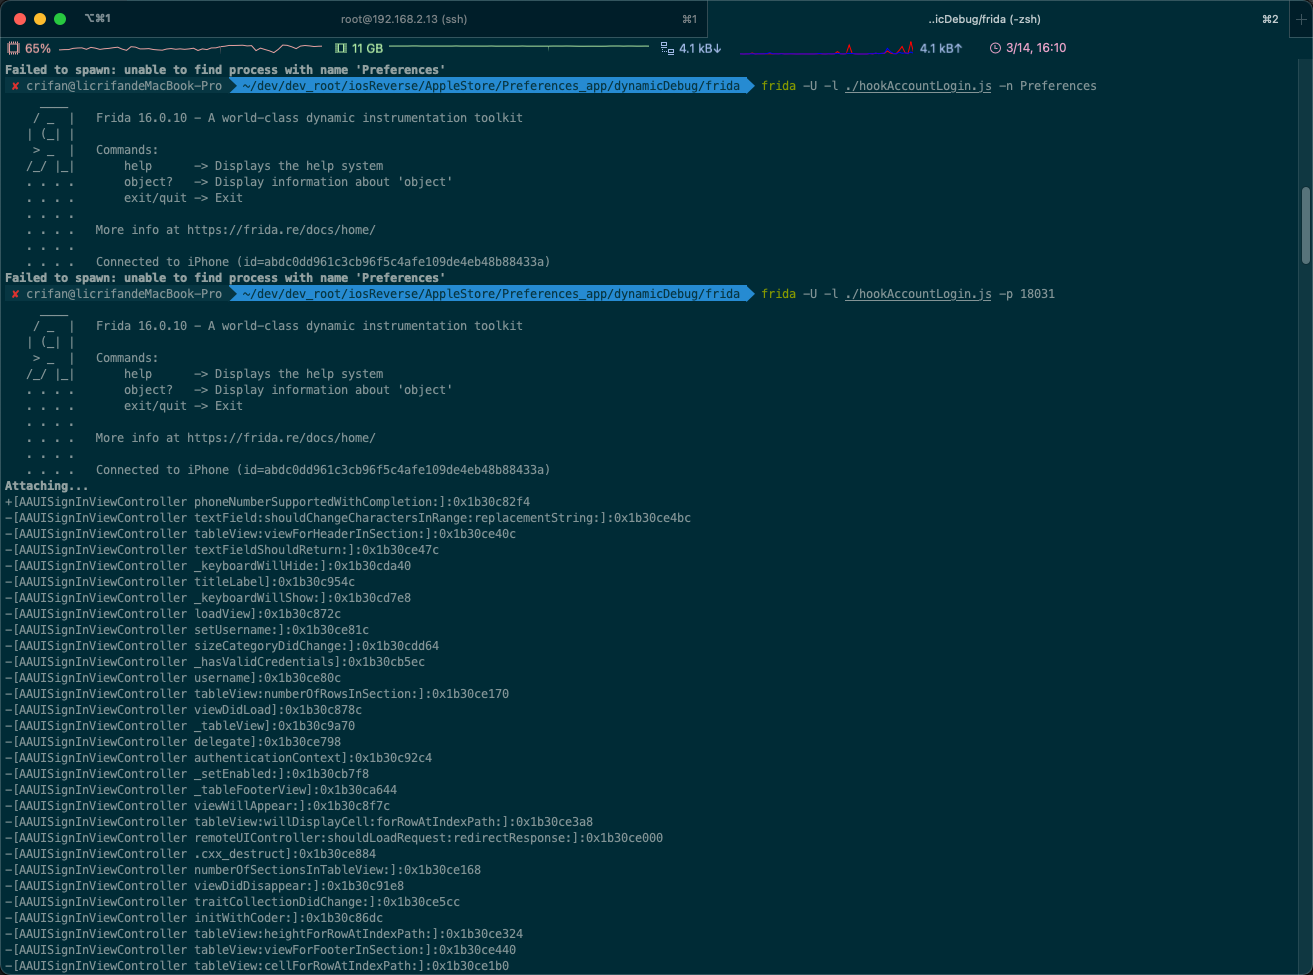 ⌥⌘1
root@192.168.2.13 (ssh)
⌘1
..icDebug/frida (-zsh)
⌘2
65%
11 GB
4.1 kB↓
4.1 kB↑
3/14, 16:10
Failed to spawn: unable to find process with name 'Preferences'
✘ crifan@licrifandeMacBook-Pro ~/dev/dev_root/iosReverse/AppleStore/Preferences_app/dynamicDebug/frida frida -U -l ./hookAccountLogin.js -n Preferences
____
/ _ | Frida 16.0.10 - A world-class dynamic instrumentation toolkit
| (_| |
> _ | Commands:
/_/ |_| help -> Displays the help system
. . . . object? -> Display information about 'object'
. . . . exit/quit -> Exit
. . . .
. . . . More info at https://frida.re/docs/home/
. . . .
. . . . Connected to iPhone (id=abdc0dd961c3cb96f5c4afe109de4eb48b88433a)
Failed to spawn: unable to find process with name 'Preferences'
✘ crifan@licrifandeMacBook-Pro ~/dev/dev_root/iosReverse/AppleStore/Preferences_app/dynamicDebug/frida frida -U -l ./hookAccountLogin.js -p 18031
____
/ _ | Frida 16.0.10 - A world-class dynamic instrumentation toolkit
| (_| |
> _ | Commands:
/_/ |_| help -> Displays the help system
. . . . object? -> Display information about 'object'
. . . . exit/quit -> Exit
. . . .
. . . . More info at https://frida.re/docs/home/
. . . .
. . . . Connected to iPhone (id=abdc0dd961c3cb96f5c4afe109de4eb48b88433a)
Attaching...
+[AAUISignInViewController phoneNumberSupportedWithCompletion:]:0x1b30c82f4
-[AAUISignInViewController textField:shouldChangeCharactersInRange:replacementString:]:0x1b30ce4bc
-[AAUISignInViewController tableView:viewForHeaderInSection:]:0x1b30ce40c
-[AAUISignInViewController textFieldShouldReturn:]:0x1b30ce47c
-[AAUISignInViewController _keyboardWillHide:]:0x1b30cda40
-[AAUISignInViewController titleLabel]:0x1b30c954c
-[AAUISignInViewController _keyboardWillShow:]:0x1b30cd7e8
-[AAUISignInViewController loadView]:0x1b30c872c
-[AAUISignInViewController setUsername:]:0x1b30ce81c
-[AAUISignInViewController sizeCategoryDidChange:]:0x1b30cdd64
-[AAUISignInViewController _hasValidCredentials]:0x1b30cb5ec
-[AAUISignInViewController username]:0x1b30ce80c
-[AAUISignInViewController tableView:numberOfRowsInSection:]:0x1b30ce170
-[AAUISignInViewController viewDidLoad]:0x1b30c878c
-[AAUISignInViewController _tableView]:0x1b30c9a70
-[AAUISignInViewController delegate]:0x1b30ce798
-[AAUISignInViewController authenticationContext]:0x1b30c92c4
-[AAUISignInViewController _setEnabled:]:0x1b30cb7f8
-[AAUISignInViewController _tableFooterView]:0x1b30ca644
-[AAUISignInViewController viewWillAppear:]:0x1b30c8f7c
-[AAUISignInViewController tableView:willDisplayCell:forRowAtIndexPath:]:0x1b30ce3a8
-[AAUISignInViewController remoteUIController:shouldLoadRequest:redirectResponse:]:0x1b30ce000
-[AAUISignInViewController .cxx_destruct]:0x1b30ce884
-[AAUISignInViewController numberOfSectionsInTableView:]:0x1b30ce168
-[AAUISignInViewController viewDidDisappear:]:0x1b30c91e8
-[AAUISignInViewController traitCollectionDidChange:]:0x1b30ce5cc
-[AAUISignInViewController initWithCoder:]:0x1b30c86dc
-[AAUISignInViewController tableView:heightForRowAtIndexPath:]:0x1b30ce324
-[AAUISignInViewController tableView:viewForFooterInSection:]:0x1b30ce440
-[AAUISignInViewController tableView:cellForRowAtIndexPath:]:0x1b30ce1b0